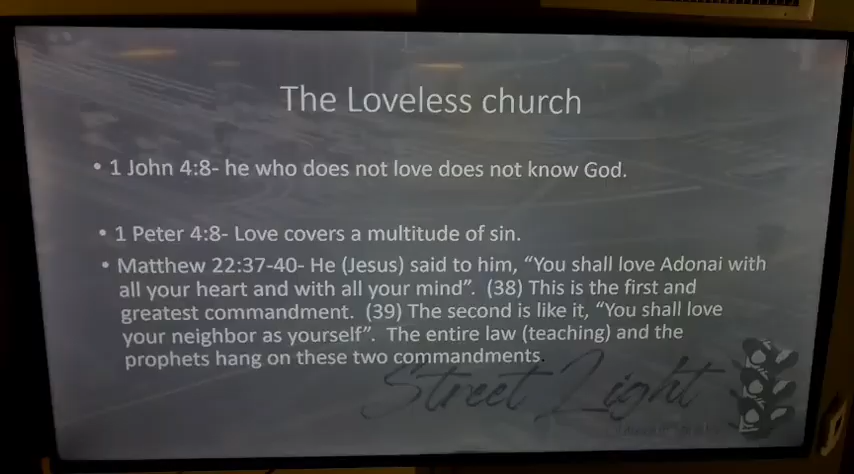 The Loveless church
• 1 John 4:8- he who does not love does not know God.
• 1 Peter 4:8- Love covers a multitude of sin.
• Matthew 22:37-40- He (Jesus) said to him, “You shall love Adonai with
all your heart and with all your mind”. (38) This is the first and
greatest commandment. (39) The second is like it, “You shall love
your neighbor as yourself”. The entire law (teaching) and the
prophets hang on these two commandments.
Street Light